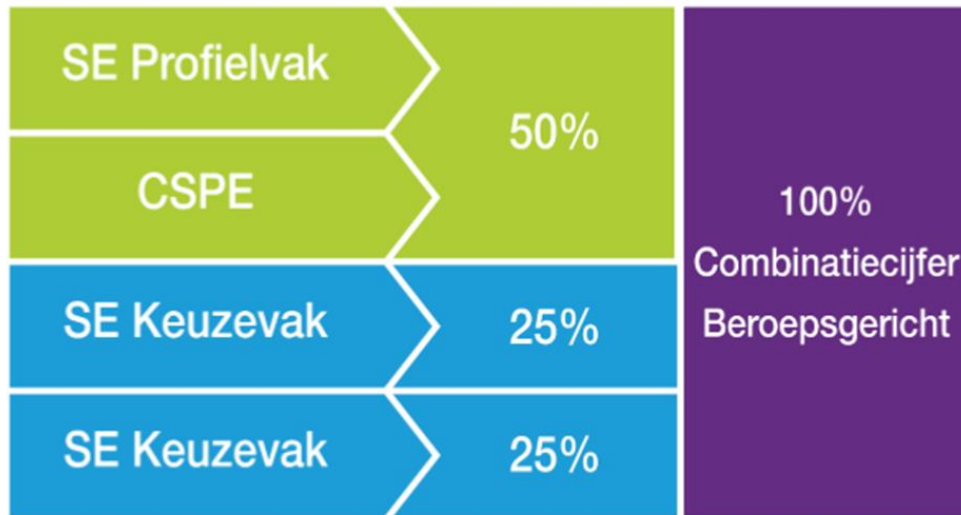 SE Profielvak
50%
CSPE
100%
Combinatiecijfer
Beroepsgericht
SE Keuzevak
25%
SE Keuzevak
25%